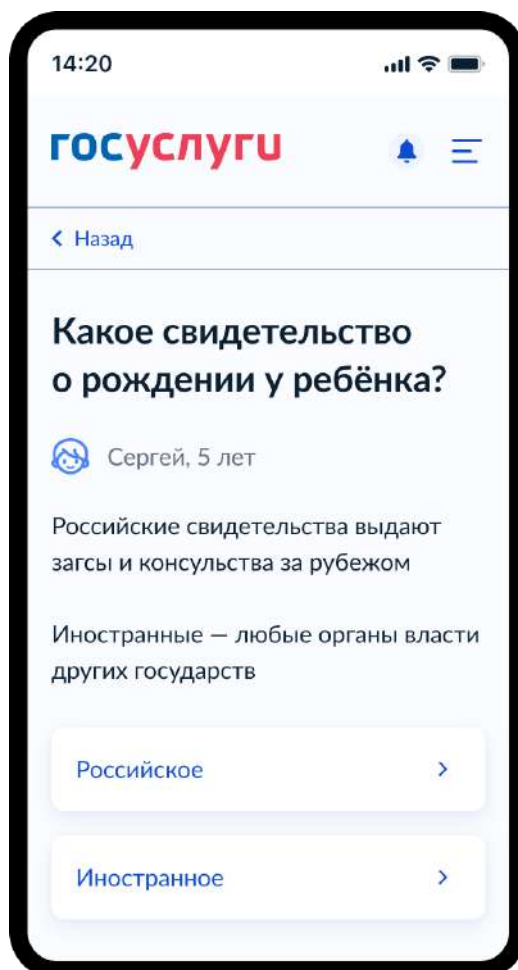 14:20
госуслуги
Назад
Какое свидетельство
о рождении у ребёнка?
Сергей, 5 лет
Российские свидетельства выдают
загсы и консульства за рубежом
Иностранные — любые органы власти
других государств
Российское
Иностранное